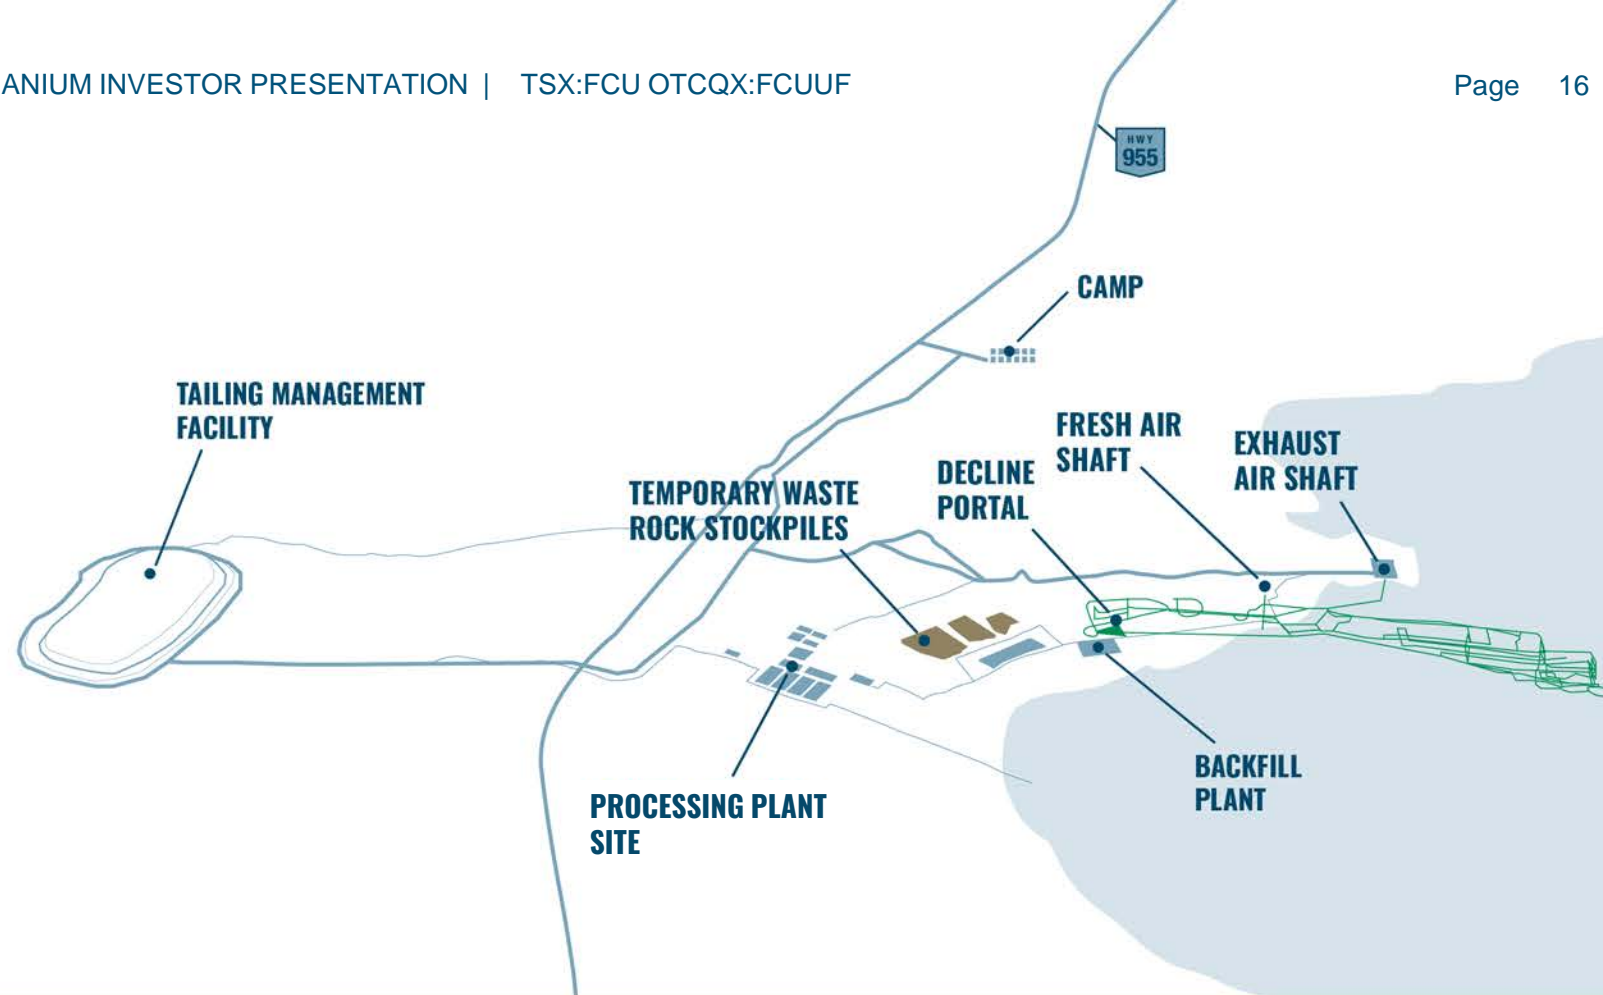 ANIUM INVESTOR PRESENTATION | TSX:FCU OTCQX:FCUUF Page 16
HWY
955
CAMP
TAILING MANAGEMENT
FACILITY
TEMPORARY WASTE
ROCK STOCKPILES
DECLINE
PORTAL
FRESH AIR
SHAFT
EXHAUST
AIR SHAFT
PROCESSING PLANT
SITE
BACKFILL
PLANT